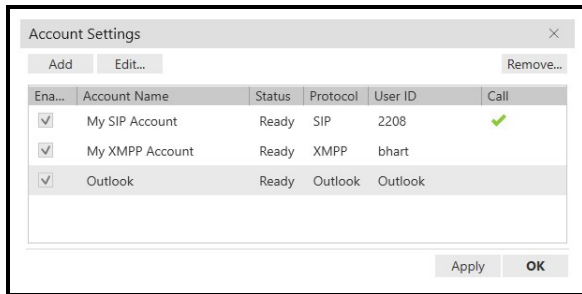 Account Settings
Add Edit... Remove...
Ena... Account Name Status Protocol User ID Call
My SIP Account Ready SIP 2208
My XMPP Account Ready XMPP bhart
Outlook Ready Outlook Outlook
Apply OK